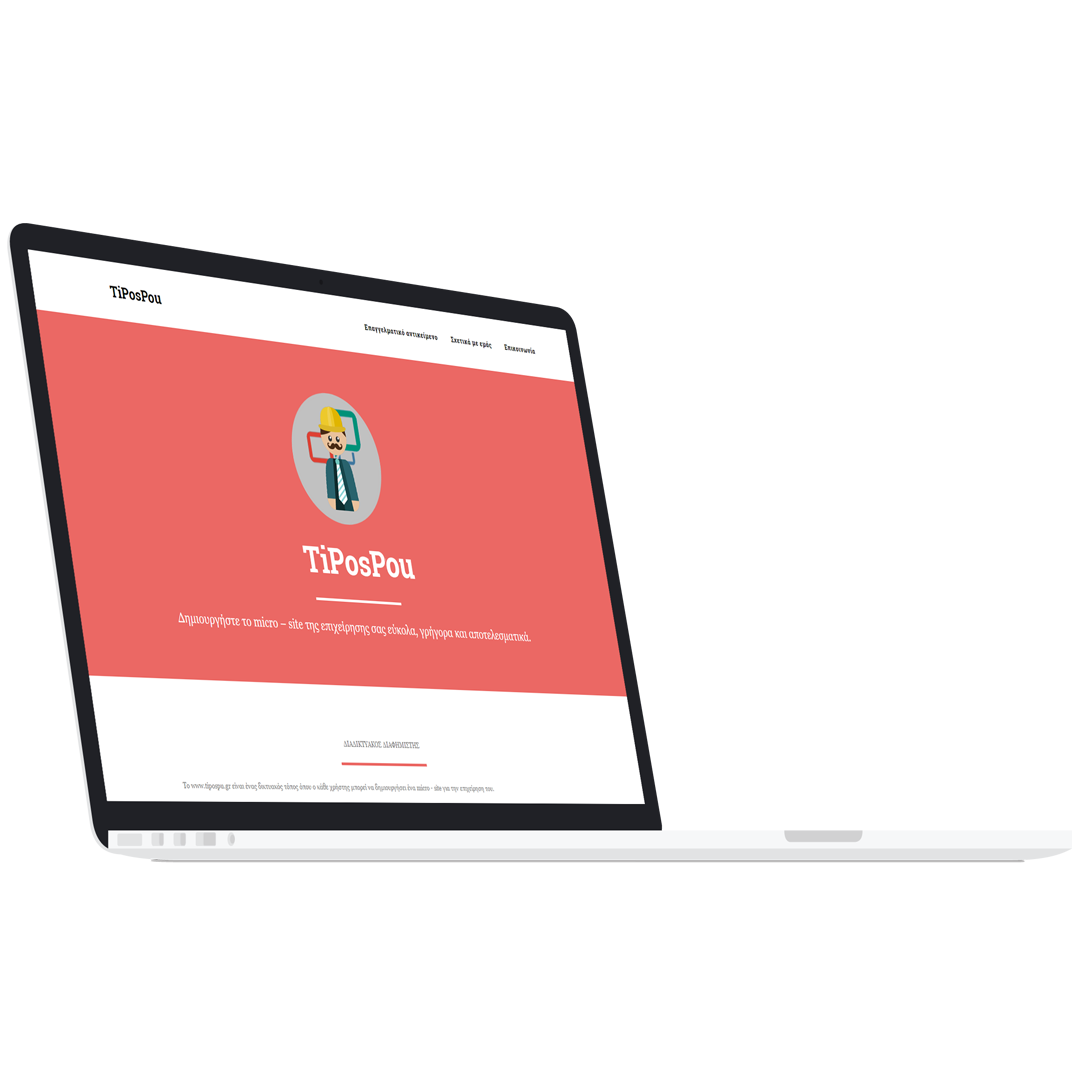 TiPosPou
Επαγγελματικό αντικείμενο Σχετικά με εμάς Επικοινωνία
TiPosPou
Δημιουργήστε το micro – site της επιχείρησης σας εύκολα, γρήγορα και αποτελεσματικά.
ΔΙΑΔΙΚΤΥΑΚΟΣ ΔΙΑΦΗΜΙΣΤΗΣ
Το www.tipospu.gr είναι ένας δικτυακός τόπος όπου ο κάθε χρήστης μπορεί να δημιουργήσει ένα micro - site για την επιχείρηση του.